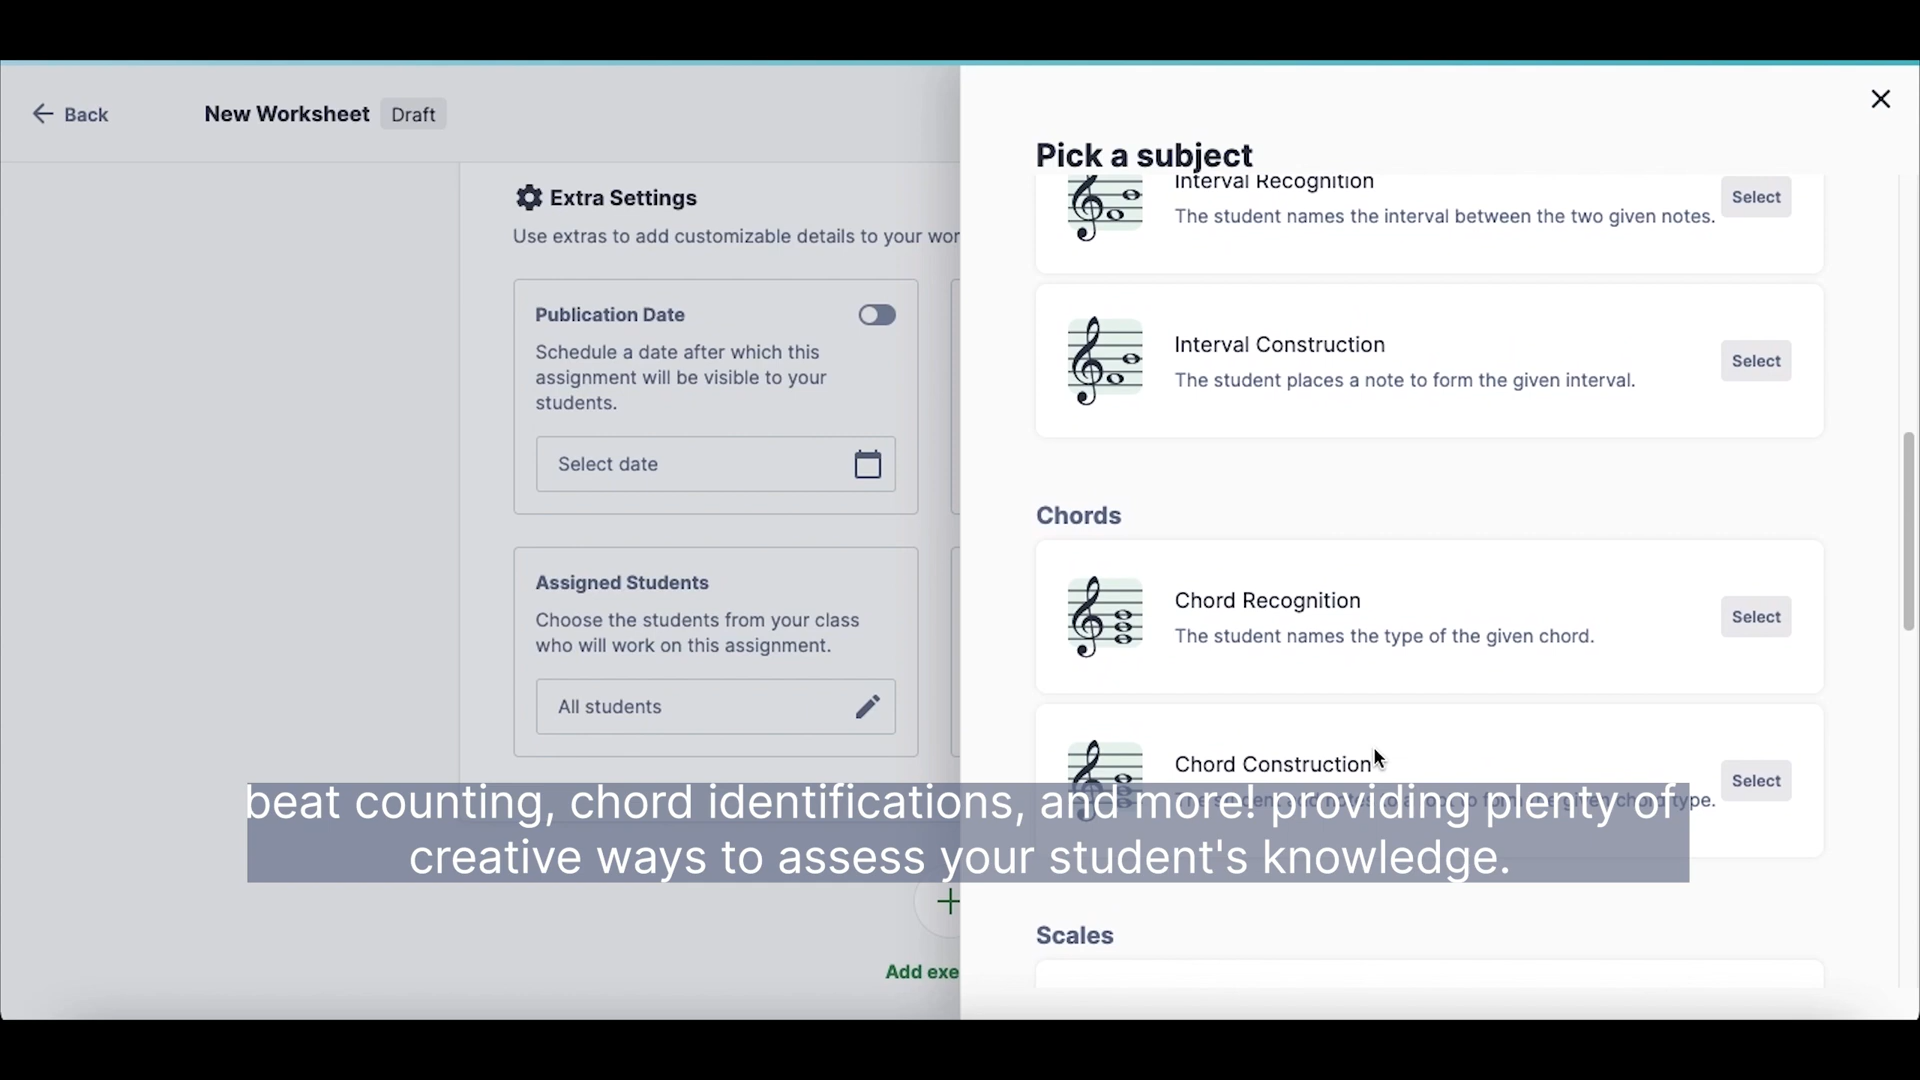 Back
New Worksheet
Draft
Extra Settings
Use extras to add customizable details to your wor
Publication Date
Schedule a date after which this
assignment will be visible to your
students.
Select date
Assigned Students
Choose the students from your class
who will work on this assignment.
All students
Add exe
Pick a subject
Interval Recognition
The student names the interval between the two given notes.
Select
Interval Construction
The student places a note to form the given interval.
Select
Chords
Chord Recognition
The student names the type of the given chord.
Select
Chord Construction
type.
Select
Scales
beat counting, chord identifications, and more! providing plenty of
creative ways to assess your student's knowledge.